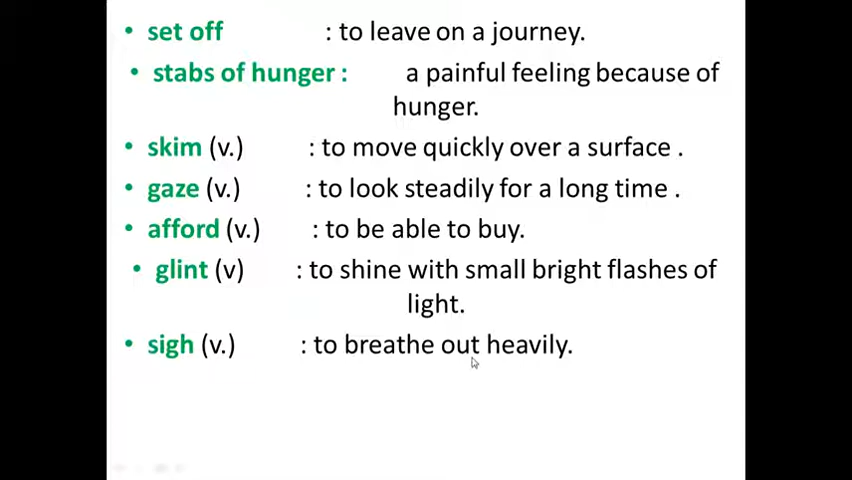 • set off : to leave on a journey.
• stabs of hunger : a painful feeling because of
hunger.
• skim (v.) : to move quickly over a surface .
• gaze (v.) : to look steadily for a long time .
• afford (v.) : to be able to buy.
• glint (v) : to shine with small bright flashes of
light.
• sigh (v.) : to breathe out heavily.